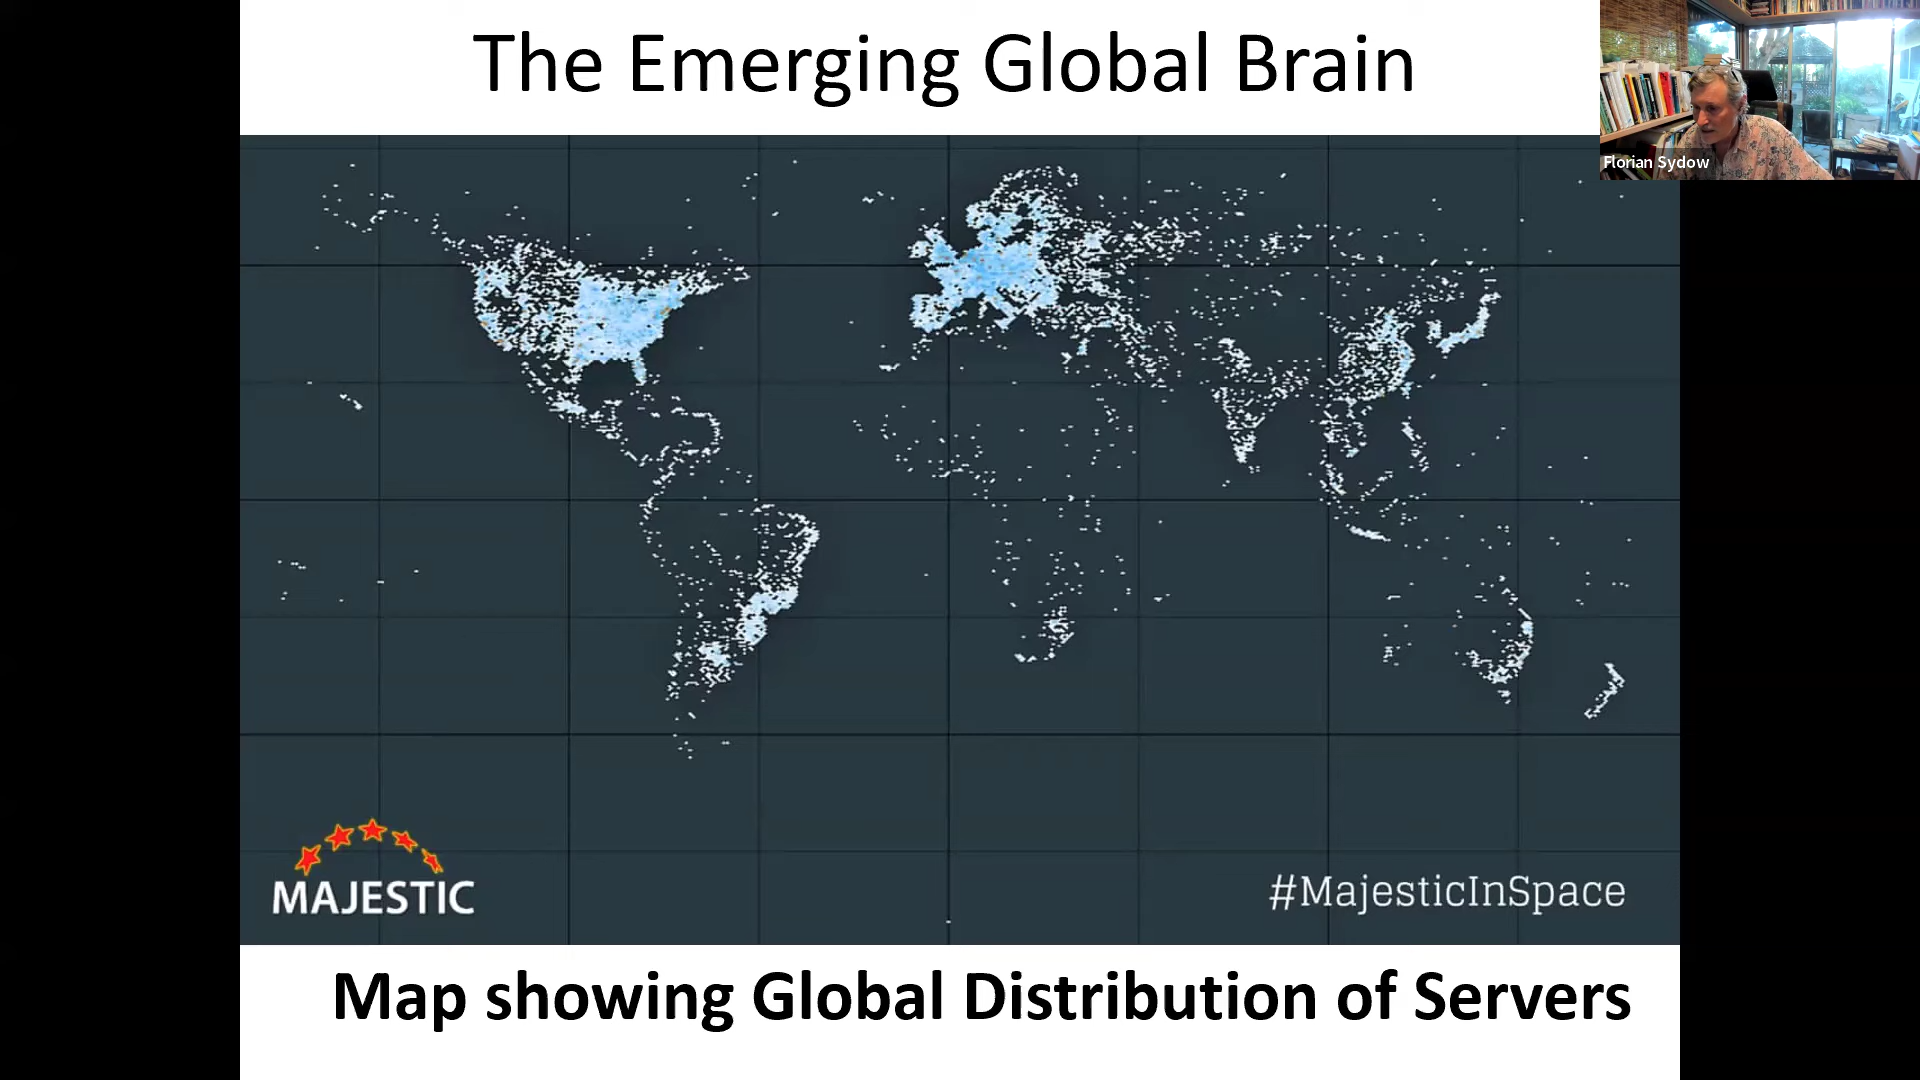 The Emerging Global Brain
Florian Sydow
MAJESTIC
#MajesticInSpace
Map showing Global Distribution of Servers